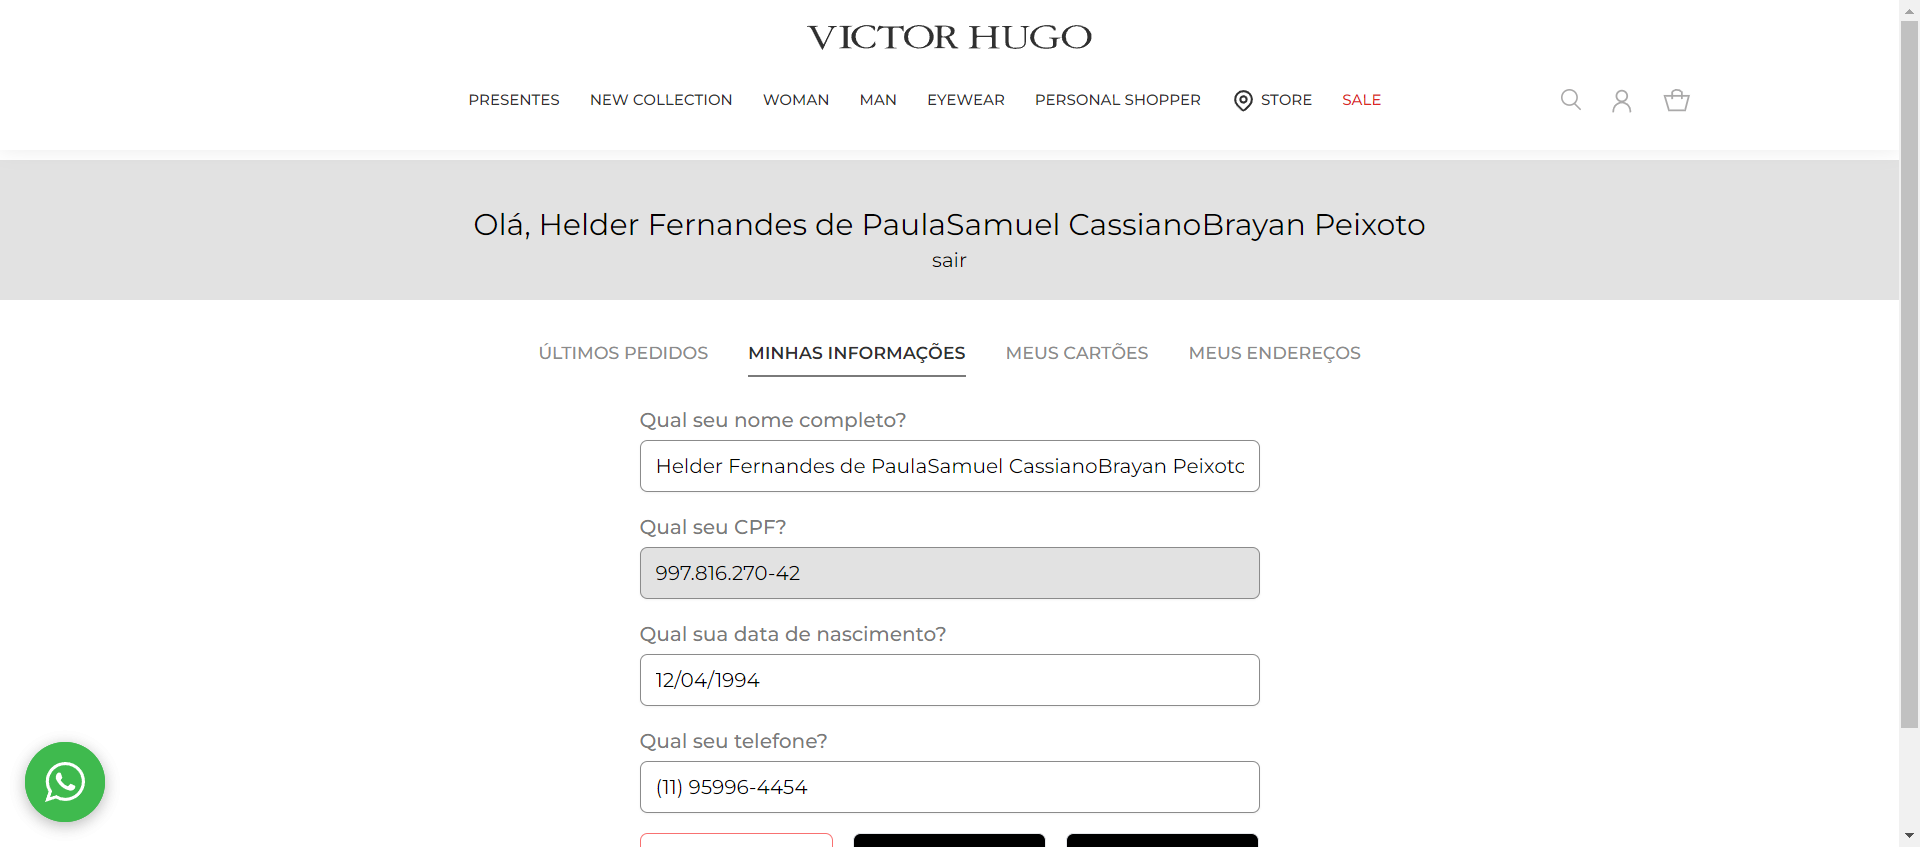 VICTOR HUGO
PRESENTES NEW COLLECTION WOMAN MAN EYEWEAR PERSONAL SHOPPER STORE SALE
Olá, Helder Fernandes de PaulaSamuel CassianoBrayan Peixoto
sair
ÚLTIMOS PEDIDOS MINHAS INFORMAÇÕES MEUS CARTÕES MEUS ENDEREÇOS
Qual seu nome completo?
Helder Fernandes de PaulaSamuel CassianoBrayan Peixoto
Qual seu CPF?
997.816.270-42
Qual sua data de nascimento?
12/04/1994
Qual seu telefone?
(11) 95996-4454